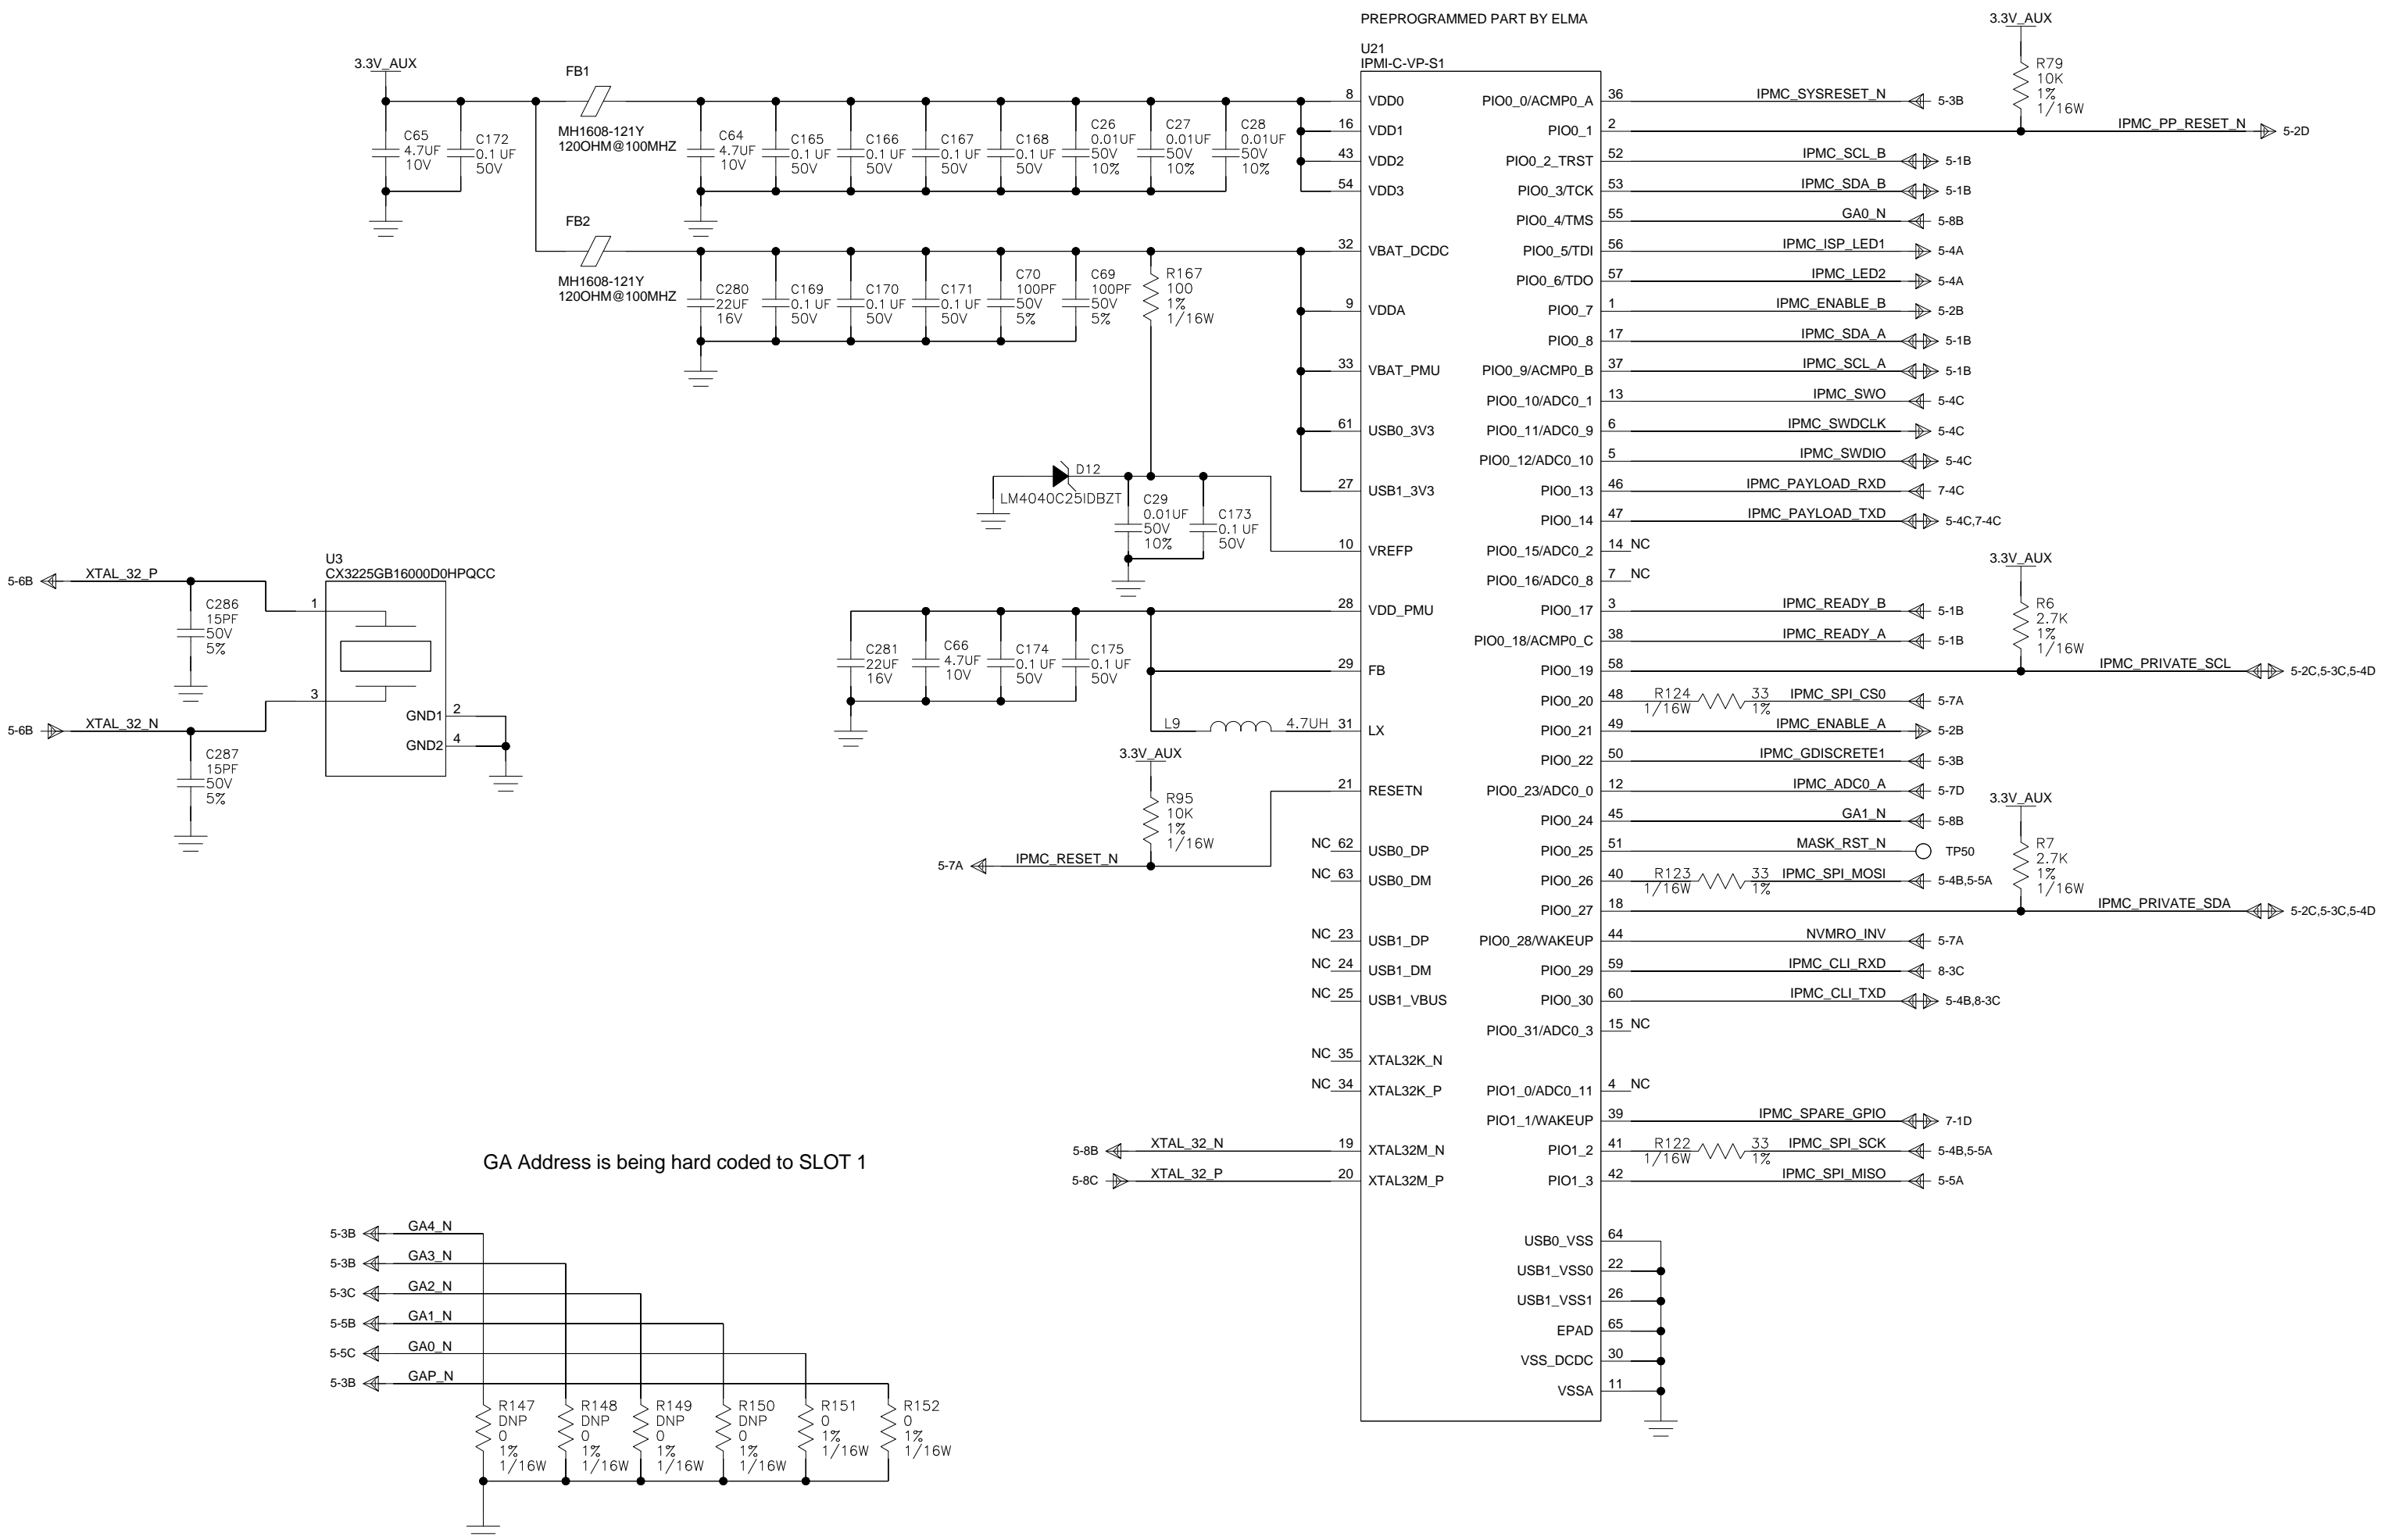 PREPROGRAMMED PART BY ELMA
U21
IPMI-C-VP-S1
3.3V_AUX
R79
10K
1%
1/16W
3.3V_AUX
FB1
MH1608-121Y
120OHM@100MHZ
C65
4.7UF
10V
C172
0.1 UF
50V
C64
4.7UF
10V
C165
0.1 UF
50V
C166
0.1 UF
50V
C167
0.1 UF
50V
C168
0.1 UF
50V
C26
0.01UF
50V
10%
C27
0.01UF
50V
10%
C28
0.01UF
50V
10%
FB2
MH1608-121Y
120OHM@100MHZ
C280
22UF
16V
C169
0.1 UF
50V
C170
0.1 UF
50V
C171
0.1 UF
50V
C70
100PF
50V
5%
C69
100PF
50V
5%
R167
100
1%
1/16W
D12
LM4040C25IDBZT
C29
0.01UF
50V
10%
C173
0.1 UF
50V
C281
22UF
16V
C66
4.7UF
10V
C174
0.1 UF
50V
C175
0.1 UF
50V
L9 4.7UH
3.3V_AUX
R95
10K
1%
1/16W
5-7A IPMC_RESET_N
8 VDD0
16 VDD1
43 VDD2
54 VDD3
32 VBAT_DCDC
9 VDDA
33 VBAT_PMU
61 USB0_3V3
27 USB1_3V3
10 VREFP
28 VDD_PMU
29 FB
31 LX
21 RESETN
NC 62 USB0_DP
NC 63 USB0_DM
NC 23 USB1_DP
NC 24 USB1_DM
NC 25 USB1_VBUS
NC 35 XTAL32K_N
NC 34 XTAL32K_P
5-8B XTAL_32_N 19 XTAL32M_N
5-8C XTAL_32_P 20 XTAL32M_P
PIO0_0/ACMP0_A 36 IPMC_SYSRESET_N 5-3B
PIO0_1 2 IPMC_PP_RESET_N 5-2D
PIO0_2_TRST 52 IPMC_SCL_B 5-1B
PIO0_3/TCK 53 IPMC_SDA_B 5-1B
PIO0_4/TMS 55 GA0_N 5-8B
PIO0_5/TDI 56 IPMC_ISP_LED1 5-4A
PIO0_6/TDO 57 IPMC_LED2 5-4A
PIO0_7 1 IPMC_ENABLE_B 5-2B
PIO0_8 17 IPMC_SDA_A 5-1B
PIO0_9/ACMP0_B 37 IPMC_SCL_A 5-1B
PIO0_10/ADC0_1 13 IPMC_SWO 5-4C
PIO0_11/ADC0_9 6 IPMC_SWDCLK 5-4C
PIO0_12/ADC0_10 5 IPMC_SWDIO 5-4C
PIO0_13 46 IPMC_PAYLOAD_RXD 7-4C
PIO0_14 47 IPMC_PAYLOAD_TXD 5-4C,7-4C
PIO0_15/ADC0_2 14 NC
PIO0_16/ADC0_8 7 NC
PIO0_17 3 IPMC_READY_B 5-1B
PIO0_18/ACMP0_C 38 IPMC_READY_A 5-1B
3.3V_AUX
R6
2.7K
1%
1/16W
PIO0_19 58 IPMC_PRIVATE_SCL 5-2C,5-3C,5-4D
PIO0_20 48 R124 1/16W 33 1% IPMC_SPI_CS0 5-7A
PIO0_21 49 IPMC_ENABLE_A 5-2B
PIO0_22 50 IPMC_GDISCRETE1 5-3B
PIO0_23/ADC0_0 12 IPMC_ADC0_A 5-7D
PIO0_24 45 GA1_N 5-8B
PIO0_25 51 MASK_RST_N TP50
3.3V_AUX
R7
2.7K
1%
1/16W
PIO0_26 40 R123 1/16W 33 1% IPMC_SPI_MOSI 5-4B,5-5A
PIO0_27 18 IPMC_PRIVATE_SDA 5-2C,5-3C,5-4D
PIO0_28/WAKEUP 44 NVMRO_INV 5-7A
PIO0_29 59 IPMC_CLI_RXD 8-3C
PIO0_30 60 IPMC_CLI_TXD 5-4B,8-3C
PIO0_31/ADC0_3 15 NC
PIO1_0/ADC0_11 4 NC
PIO1_1/WAKEUP 39 IPMC_SPARE_GPIO 7-1D
PIO1_2 41 R122 1/16W 33 1% IPMC_SPI_SCK 5-4B,5-5A
PIO1_3 42 IPMC_SPI_MISO 5-5A
USB0_VSS 64
USB1_VSS0 22
USB1_VSS1 26
EPAD 65
VSS_DCDC 30
VSSA 11
U3
CX3225GB16000D0HPQCC
5-6B XTAL_32_P
1
C286
15PF
50V
5%
3
5-6B XTAL_32_N
GND1 2
GND2 4
C287
15PF
50V
5%
GA Address is being hard coded to SLOT 1
5-3B GA4_N
5-3B GA3_N
5-3C GA2_N
5-5B GA1_N
5-5C GA0_N
5-3B GAP_N
R147
DNP
0
1%
1/16W
R148
DNP
0
1%
1/16W
R149
DNP
0
1%
1/16W
R150
DNP
0
1%
1/16W
R151
0
1%
1/16W
R152
0
1%
1/16W